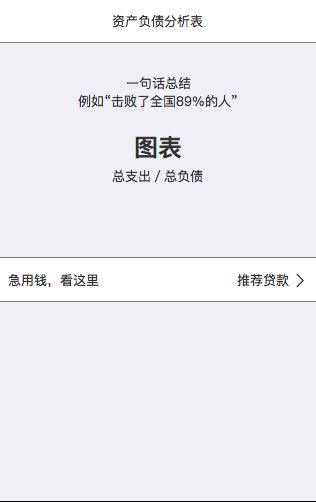 资产负债分析表
一句话总结
例如“击败了全国89%的人”
图表
总支出 / 总负债
急用钱，看这里 推荐贷款